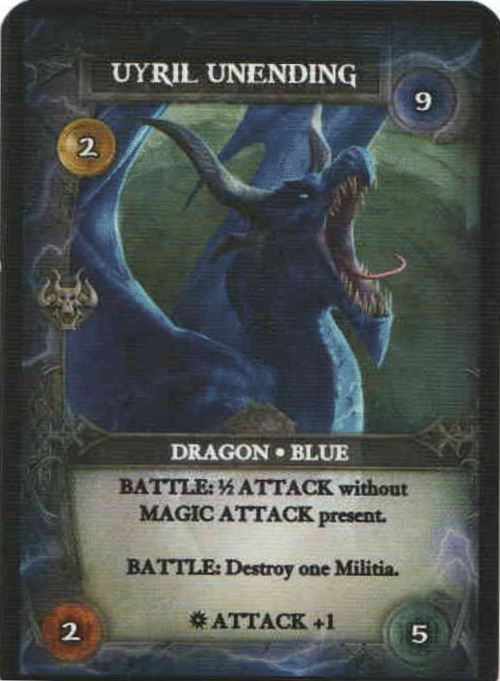 UYRIL UNENDING
9
2
DRAGON • BLUE
BATTLE: ½ ATTACK without
MAGIC ATTACK present.
BATTLE: Destroy one Militia.
✸ ATTACK +1
2
5